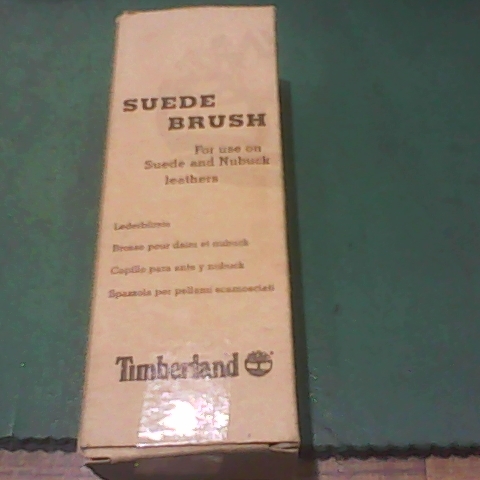 SUEDE
BRUSH
For use on
Suede and Nubuck
leathers
Lederbürste
Brosse pour daim et nubuck
Cepillo para ante y nubuck
Spazzola per pellami scamosciati
Timberland